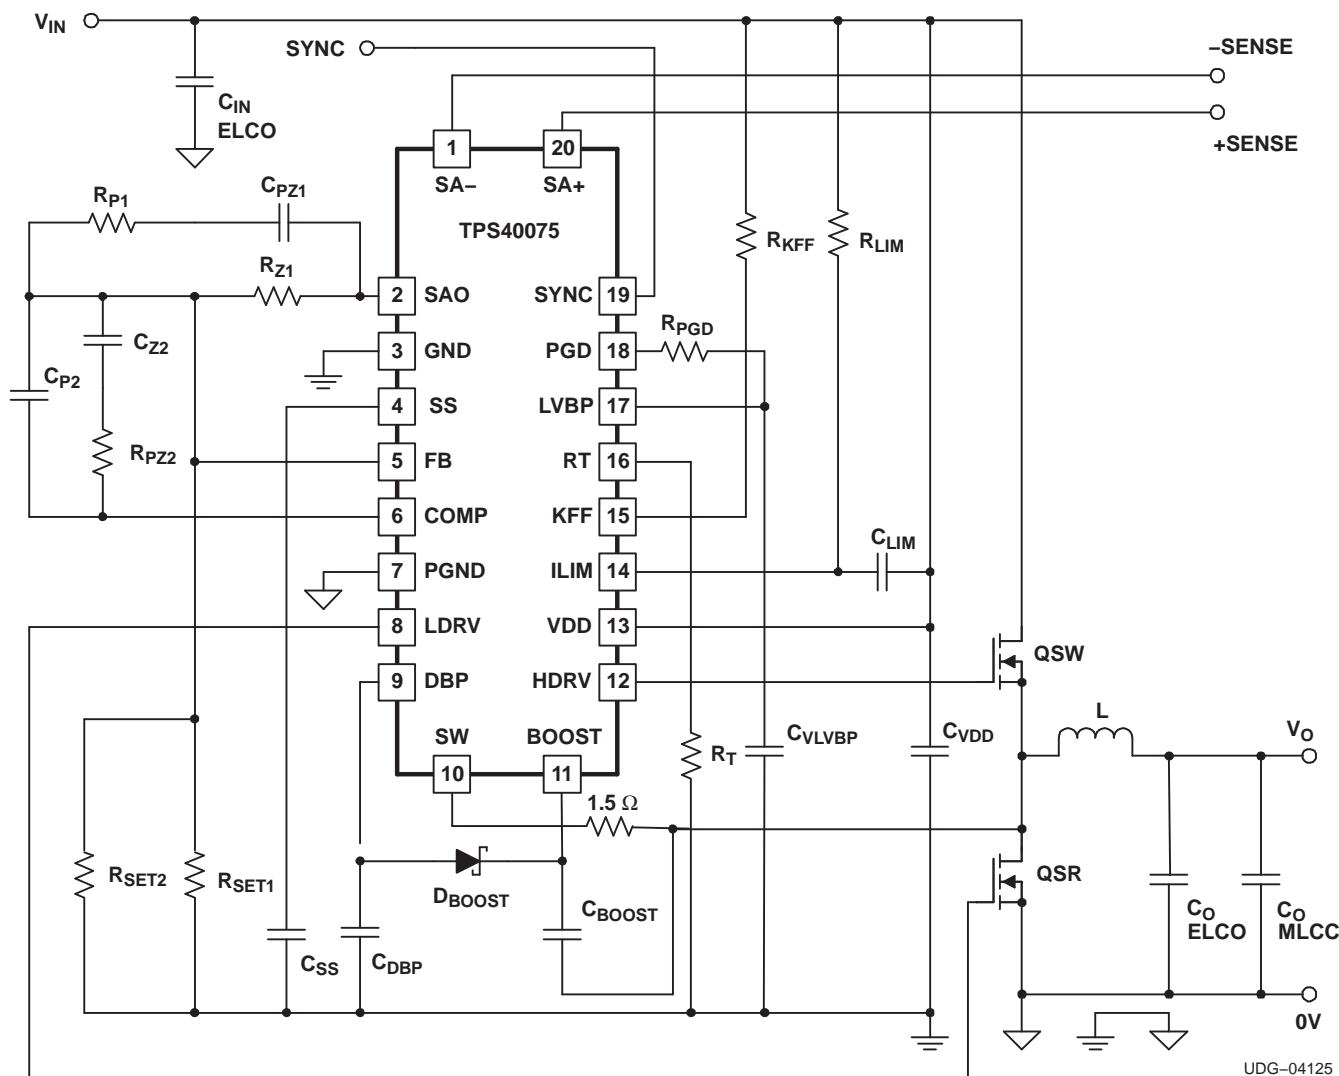 VIN
SYNC
–SENSE
CIN
ELCO
+SENSE
1
20
SA–
SA+
TPS40075
RP1
CPZ1
RKFF
RLIM
RZ1
2 SAO
SYNC 19
RPGD
CZ2
3 GND
PGD 18
CP2
4 SS
LVBP 17
RPZ2
5 FB
RT 16
6 COMP
KFF 15
CLIM
7 PGND
ILIM 14
8 LDRV
VDD 13
QSW
9 DBP
HDRV 12
L
SW
BOOST
VO
RT
CVLVBP
CVDD
10
11
1.5 Ω
RSET2
RSET1
DBOOST
CBOOST
QSR
CO
ELCO
CO
MLCC
CSS
CDBP
0V
UDG–04125